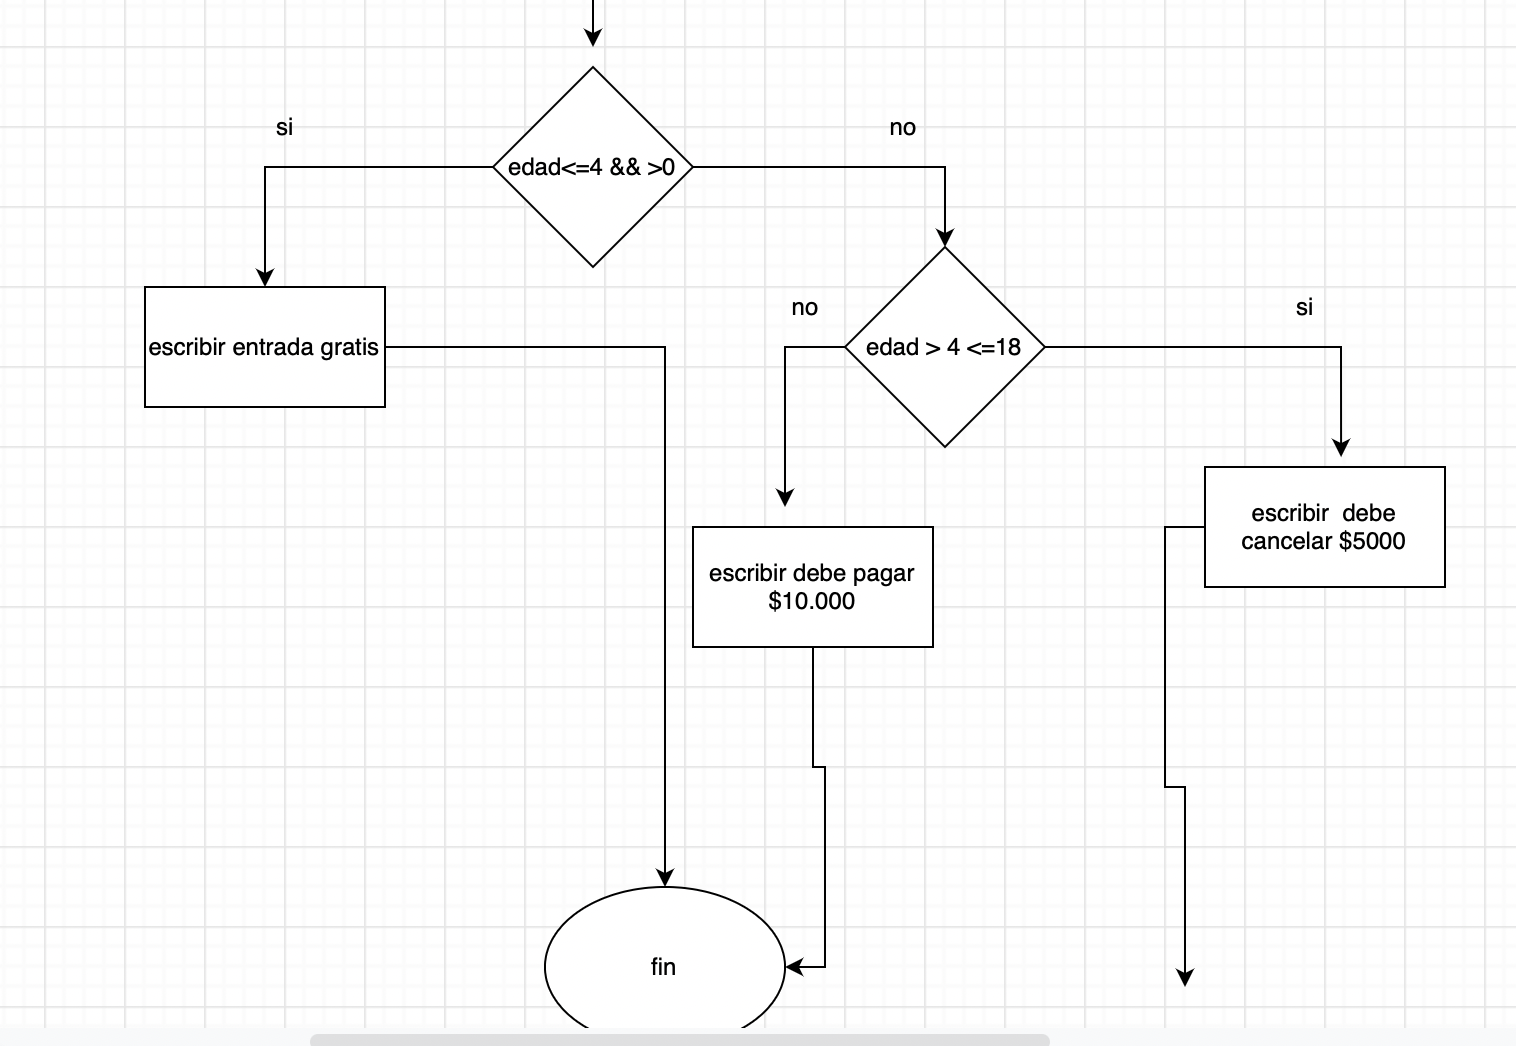 si
no
edad<=4 && >0
no
si
escribir entrada gratis
edad > 4 <=18
escribir  debe
cancelar $5000
escribir debe pagar
$10.000
fin